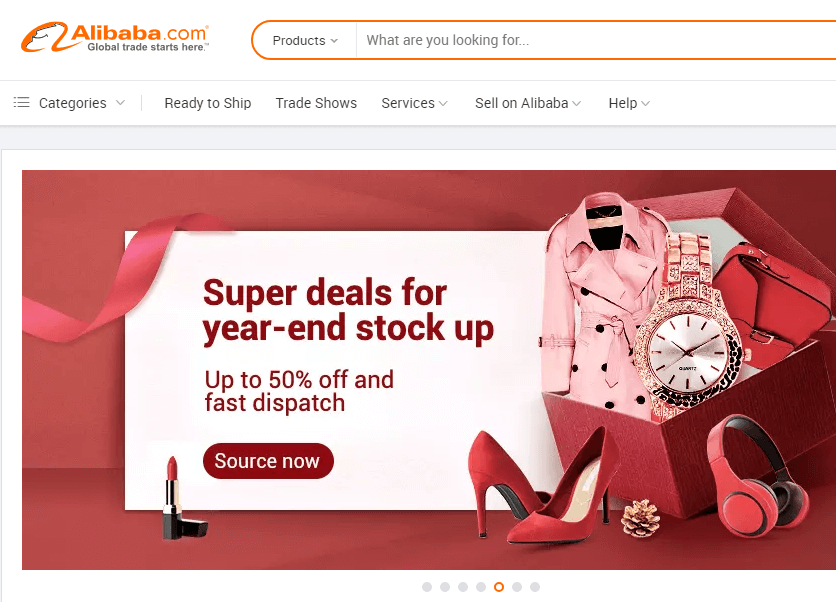 Alibaba.com
Global trade starts here.™
Products
What are you looking for...
Categories
Ready to Ship
Trade Shows
Services
Sell on Alibaba
Help
Super deals for
year-end stock up
Up to 50% off and
fast dispatch
Source now
QUARTZ